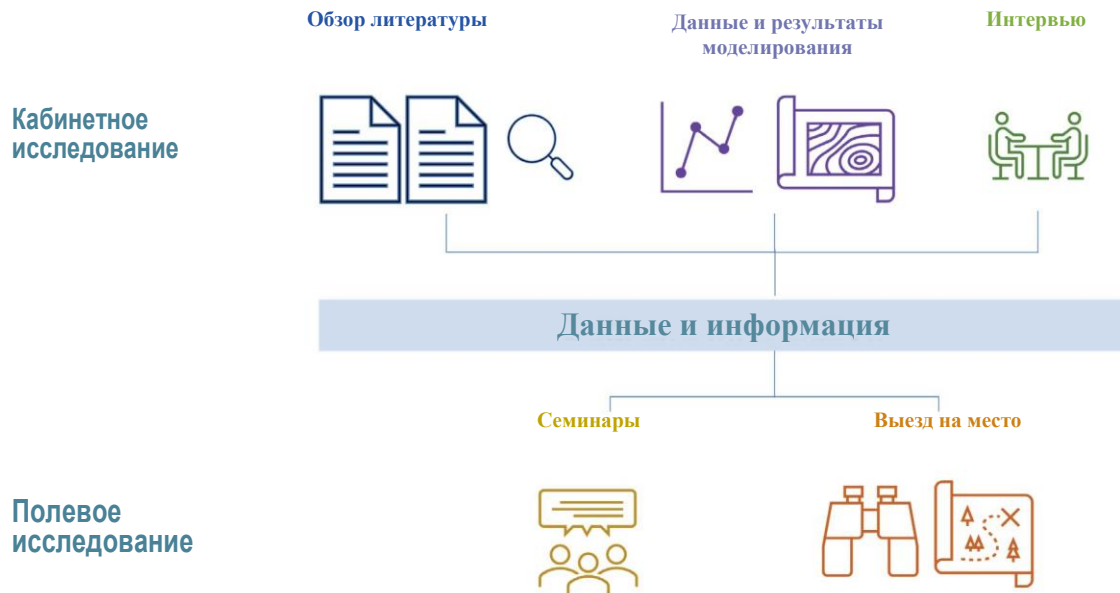 Обзор литературы
Данные и результаты
моделирования
Интервью
Кабинетное
исследование
Данные и информация
Семинары
Выезд на место
Полевое
исследование